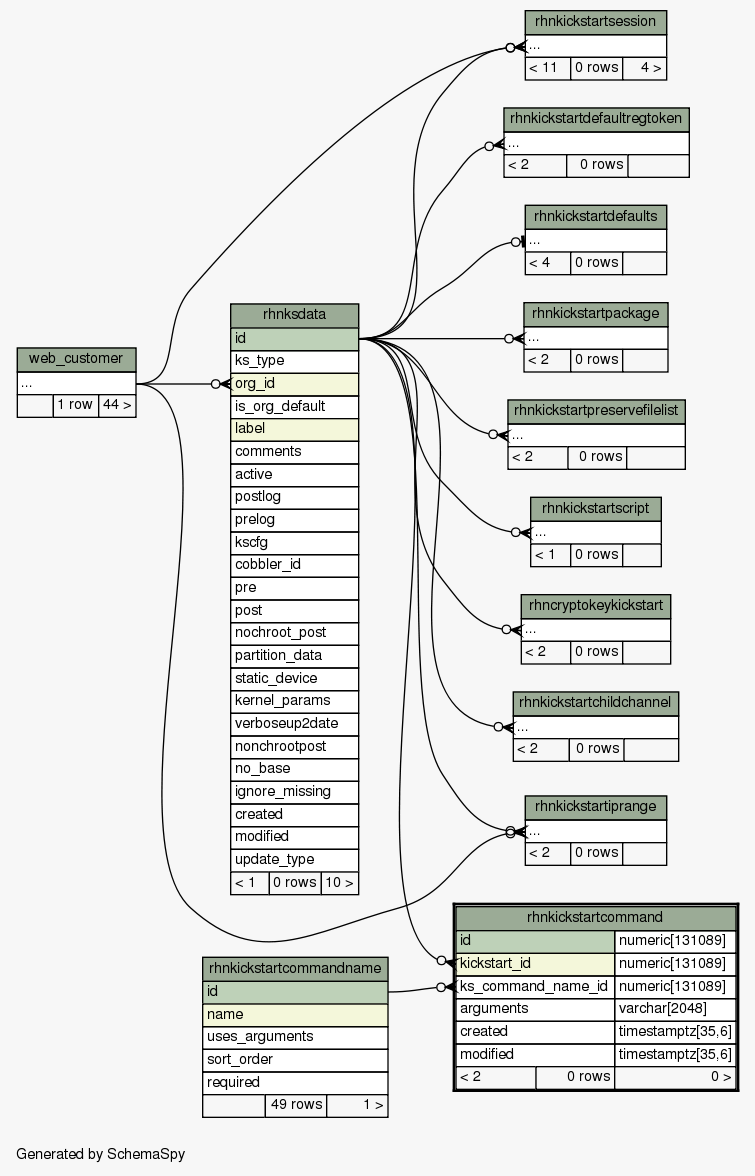 rhnkickstartsession
...
< 11 0 rows 4 >
rhnkickstartdefaultregtoken
...
< 2 0 rows
rhnkickstartdefaults
...
< 4 0 rows
rhnkickstartpackage
...
< 2 0 rows
rhnkickstartpreservefilelist
...
< 2 0 rows
rhnkickstartscript
...
< 1 0 rows
rhncryptokeykickstart
...
< 2 0 rows
rhnkickstartchildchannel
...
< 2 0 rows
rhnkickstartiprange
...
< 2 0 rows
web_customer
...
1 row 44 >
rhnksdata
id
ks_type
org_id
is_org_default
label
comments
active
postlog
prelog
kscfg
cobbler_id
pre
post
nochroot_post
partition_data
static_device
kernel_params
verboseup2date
nonchrootpost
no_base
ignore_missing
created
modified
update_type
< 1 0 rows 10 >
rhnkickstartcommand
id numeric[131089]
kickstart_id numeric[131089]
ks_command_name_id numeric[131089]
arguments varchar[2048]
created timestamptz[35,6]
modified timestamptz[35,6]
< 2 0 rows 0 >
rhnkickstartcommandname
id
name
uses_arguments
sort_order
required
49 rows 1 >
Generated by SchemaSpy